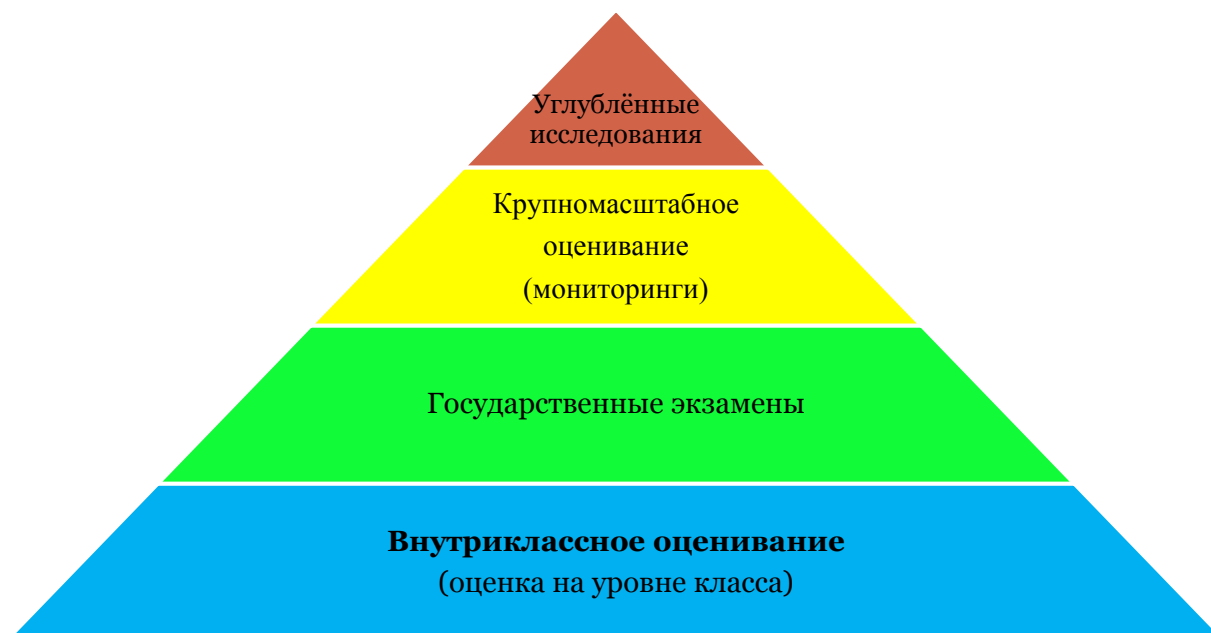 Углублённые
исследования
Крупномасштабное
оценивание
(мониторинги)
Государственные экзамены
Внутриклассное оценивание
(оценка на уровне класса)